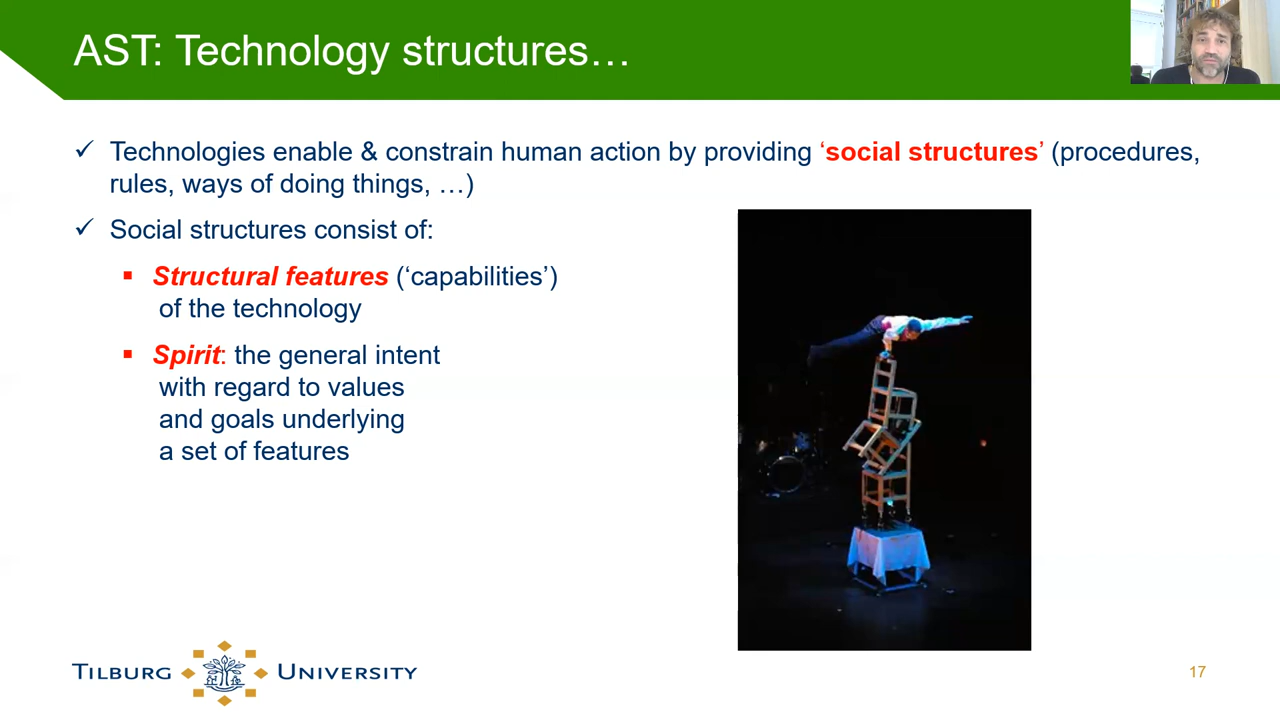 AST: Technology structures…
Technologies enable & constrain human action by providing ‘social structures’ (procedures,
rules, ways of doing things, …)
Social structures consist of:
Structural features (‘capabilities’)
of the technology
Spirit: the general intent
with regard to values
and goals underlying
a set of features
TILBURG UNIVERSITY
17